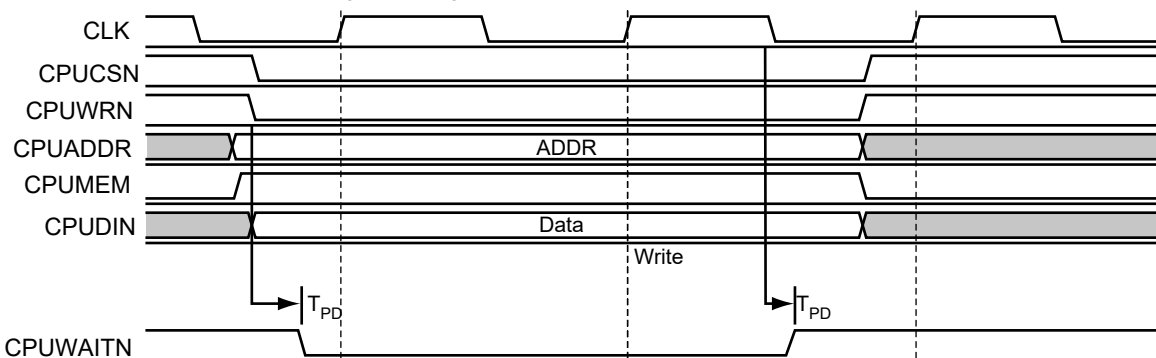 CLK
CPUCSN
CPUWRN
CPUADDR ADDR
CPUMEM
CPUDIN Data
Write
TPD TPD
CPUWAITN